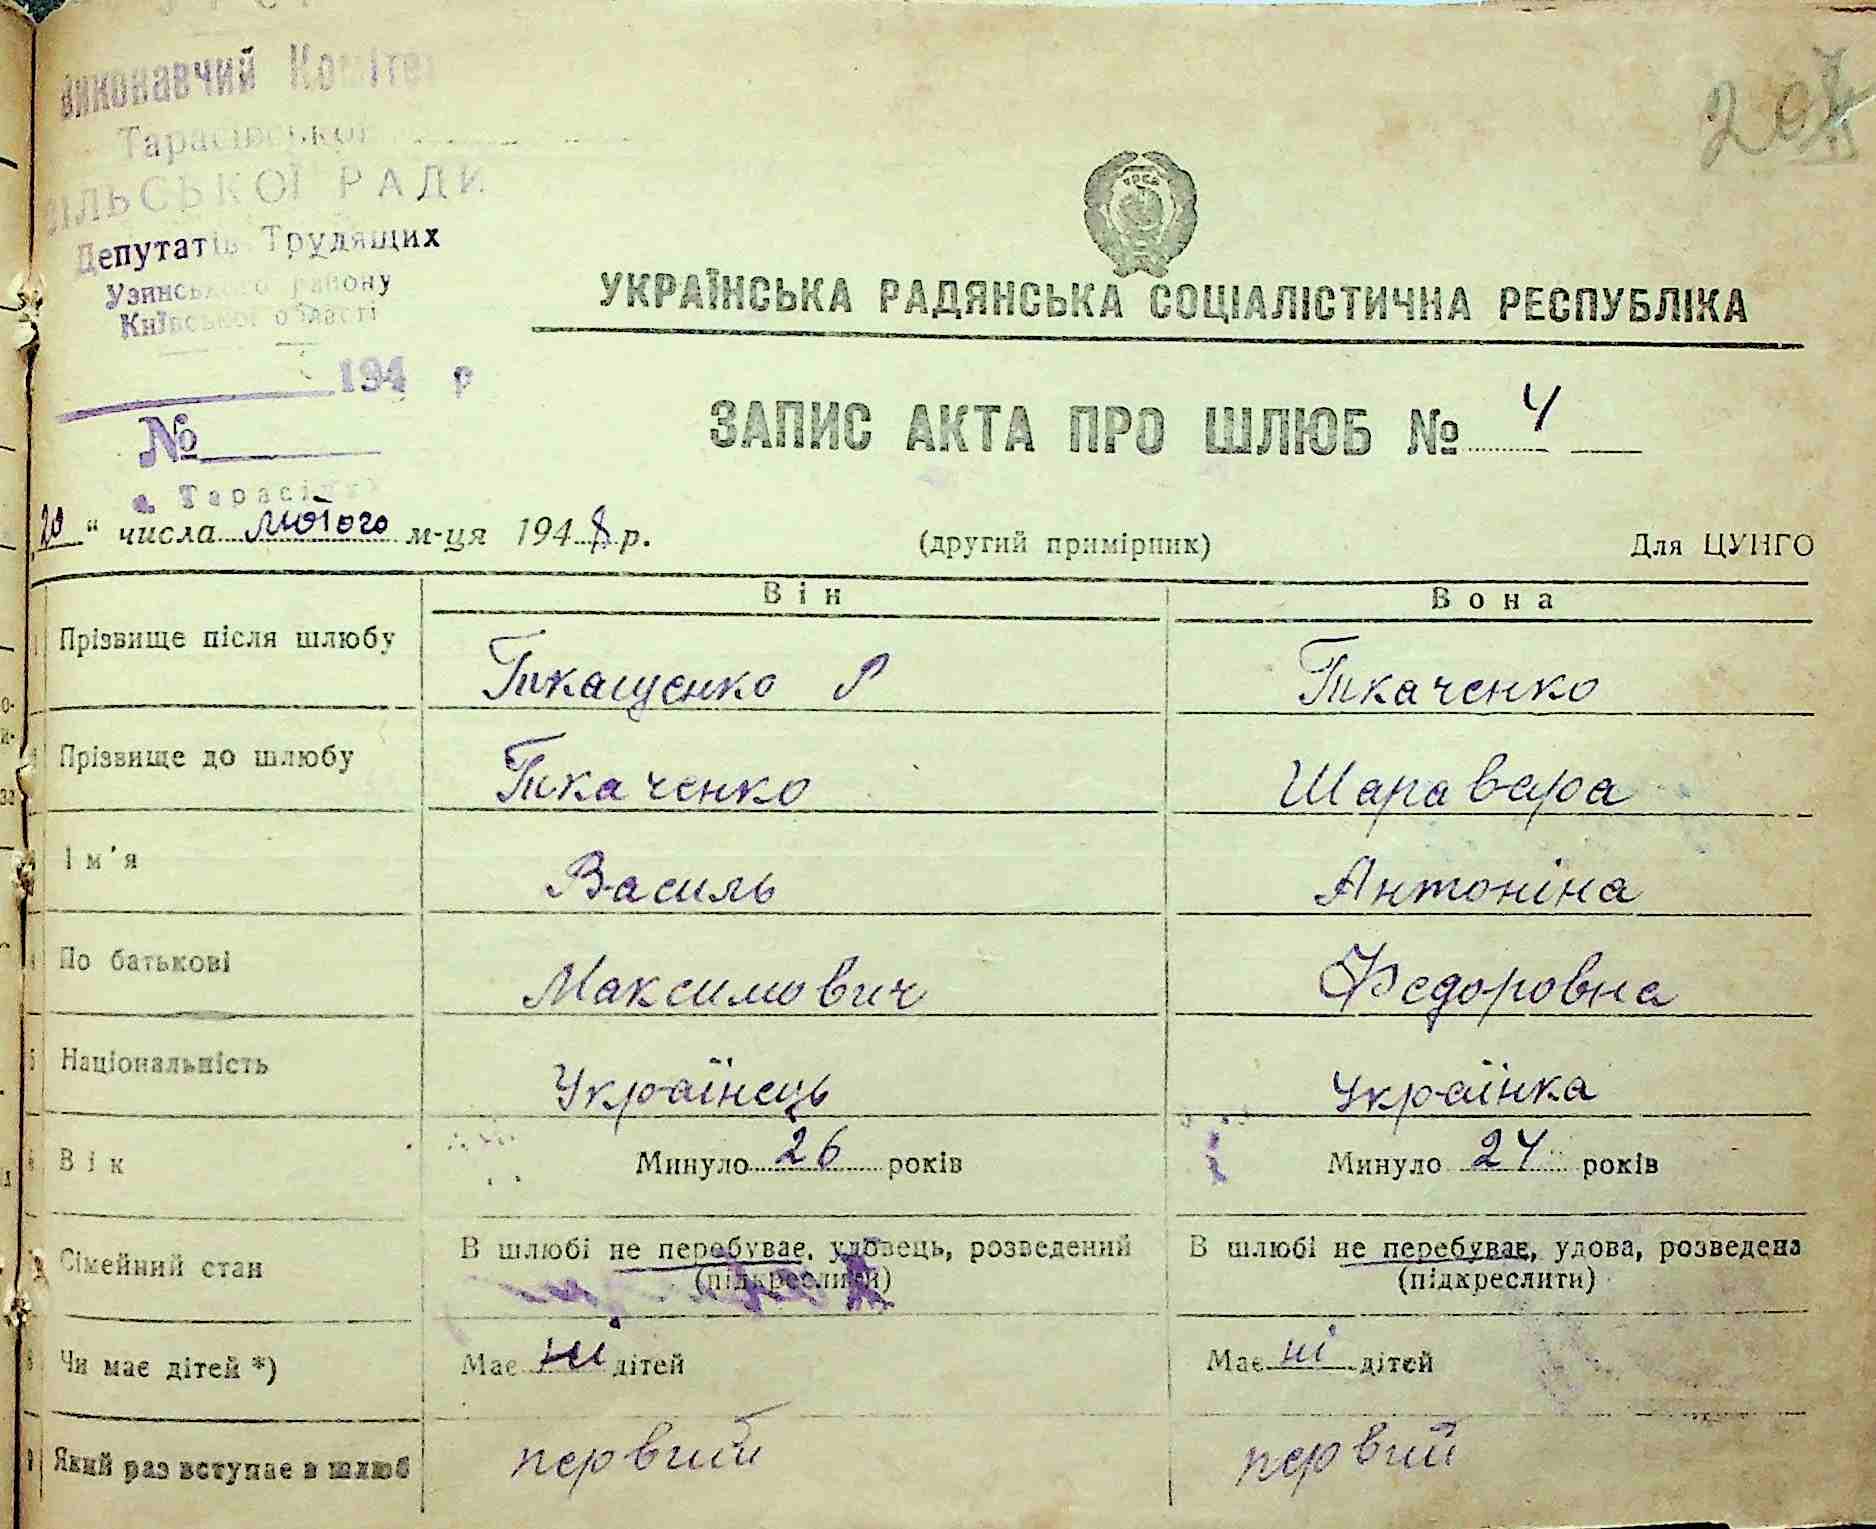 Виконавчий Комітет
Тарасівської
СІЛЬСЬКОЇ РАДИ
Депутатів Трудящих
Узинського району
Київської області
194 р
№
с. Тарасівка
УРСР
УКРАЇНСЬКА РАДЯНСЬКА СОЦІАЛІСТИЧНА РЕСПУБЛІКА
ЗАПИС АКТА ПРО ШЛЮБ № 4
20 “ числа лютого м-ця 1948 р. (другий примірник) Для ЦУНГО
Він Вона
Прізвище після шлюбу Ткащенко Ткаченко
Прізвище до шлюбу Ткаченко Шаравара
Ім'я Василь Антоніна
По батькові Максимович Федоровна
Національність Українець Українка
Вік Минуло 26 років Минуло 24 років
Сімейний стан В шлюбі не перебуває, удовець, розведений В шлюбі не перебуває, удова, розведена
(підкреслити) (підкреслити)
Чи має дітей *) Має ні дітей Має ні дітей
Який раз вступає в шлюб первий первий